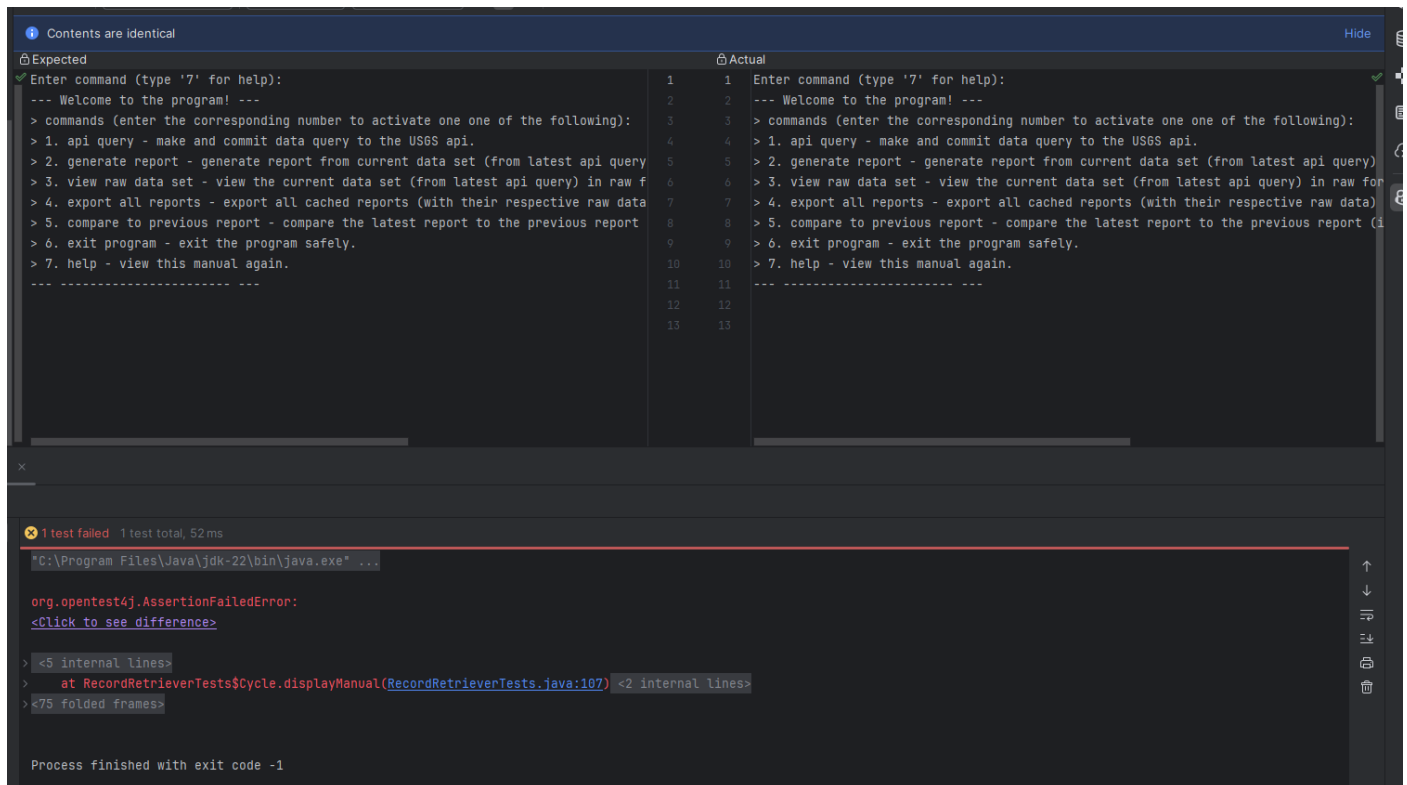 Contents are identical
Hide
Expected
Actual
Enter command (type '7' for help):
--- Welcome to the program! ---
> commands (enter the corresponding number to activate one one of the following):
> 1. api query - make and commit data query to the USGS api.
> 2. generate report - generate report from current data set (from latest api query
> 3. view raw data set - view the current data set (from latest api query) in raw f
> 4. export all reports - export all cached reports (with their respective raw data
> 5. compare to previous report - compare the latest report to the previous report
> 6. exit program - exit the program safely.
> 7. help - view this manual again.
--- ----------------------- ---
1
2
3
4
5
6
7
8
9
10
11
12
13
1
2
3
4
5
6
7
8
9
10
11
12
13
Enter command (type '7' for help):
--- Welcome to the program! ---
> commands (enter the corresponding number to activate one one of the following):
> 1. api query - make and commit data query to the USGS api.
> 2. generate report - generate report from current data set (from latest api query)
> 3. view raw data set - view the current data set (from latest api query) in raw for
> 4. export all reports - export all cached reports (with their respective raw data)
> 5. compare to previous report - compare the latest report to the previous report (i
> 6. exit program - exit the program safely.
> 7. help - view this manual again.
--- ----------------------- ---
1 test failed 1 test total, 52 ms
"C:\Program Files\Java\jdk-22\bin\java.exe" ...
org.opentest4j.AssertionFailedError:
<Click to see difference>
> <5 internal lines>
> at RecordRetrieverTests$Cycle.displayManual(RecordRetrieverTests.java:107) <2 internal lines>
> <75 folded frames>
Process finished with exit code -1